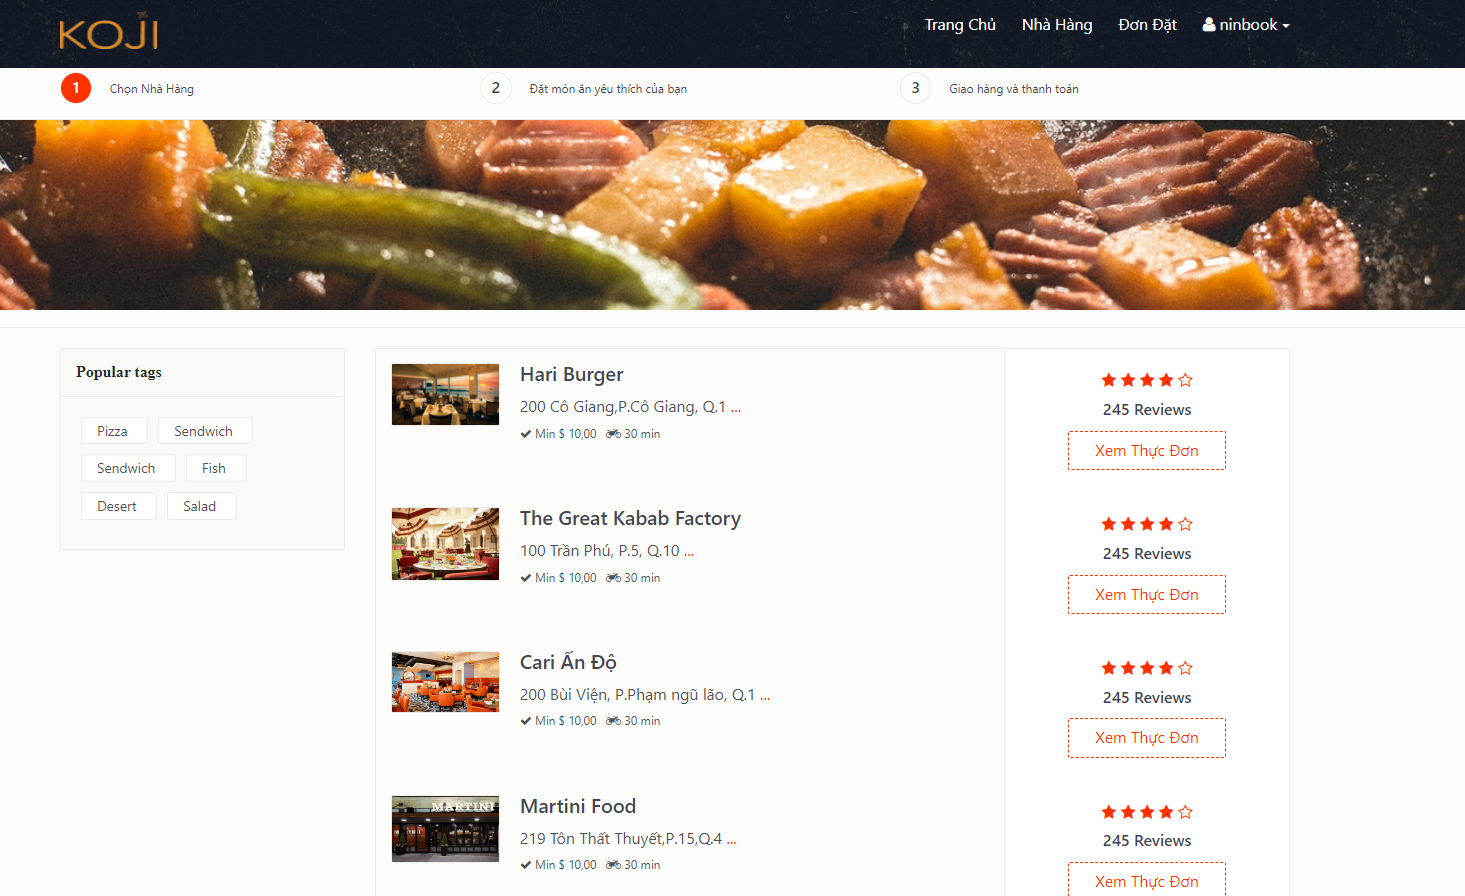 KOJI
Trang Chủ
Nhà Hàng
Đơn Đặt
ninbook
1 Chọn Nhà Hàng
2 Đặt món ăn yêu thích của bạn
3 Giao hàng và thanh toán
Popular tags
Pizza
Sendwich
Sendwich
Fish
Desert
Salad
Hari Burger
200 Cô Giang,P.Cô Giang, Q.1 ...
Min $ 10,00 30 min
245 Reviews
Xem Thực Đơn
The Great Kabab Factory
100 Trần Phú, P.5, Q.10 ...
Min $ 10,00 30 min
245 Reviews
Xem Thực Đơn
Cari Ấn Độ
200 Bùi Viện, P.Phạm ngũ lão, Q.1 ...
Min $ 10,00 30 min
245 Reviews
Xem Thực Đơn
MARTINI
Martini Food
219 Tôn Thất Thuyết,P.15,Q.4 ...
Min $ 10,00 30 min
245 Reviews
Xem Thực Đơn